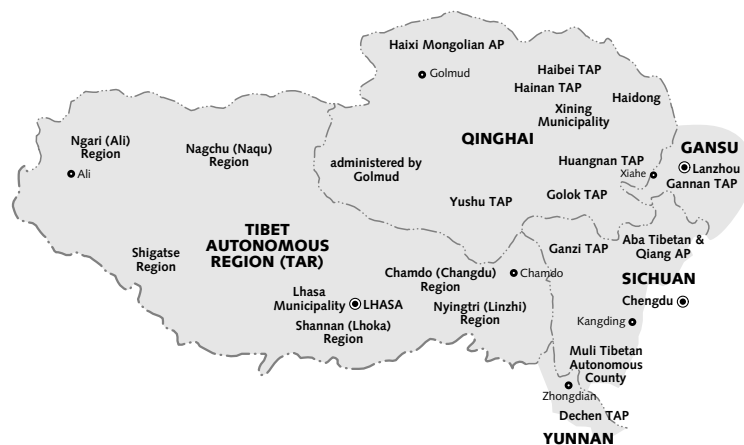 Haixi Mongolian AP
Golmud
Haibei TAP
Hainan TAP
Haidong
Xining
Municipality
QINGHAI
Ngari (Ali)
Region
Ali
Nagchu (Naqu)
Region
administered by
Golmud
Huangnan TAP
Xiahe
GANSU
Lanzhou
Gannan TAP
Yushu TAP
Golok TAP
TIBET
AUTONOMOUS
REGION (TAR)
Shigatse
Region
Ganzi TAP
Aba Tibetan &
Qiang AP
SICHUAN
Chamdo (Changdu)
Region
Chamdo
Lhasa
Municipality
LHASA
Nyingtri (Linzhi)
Region
Chengdu
Shannan (Lhoka)
Region
Kangding
Muli Tibetan
Autonomous
County
Zhongdian
Dechen TAP
YUNNAN